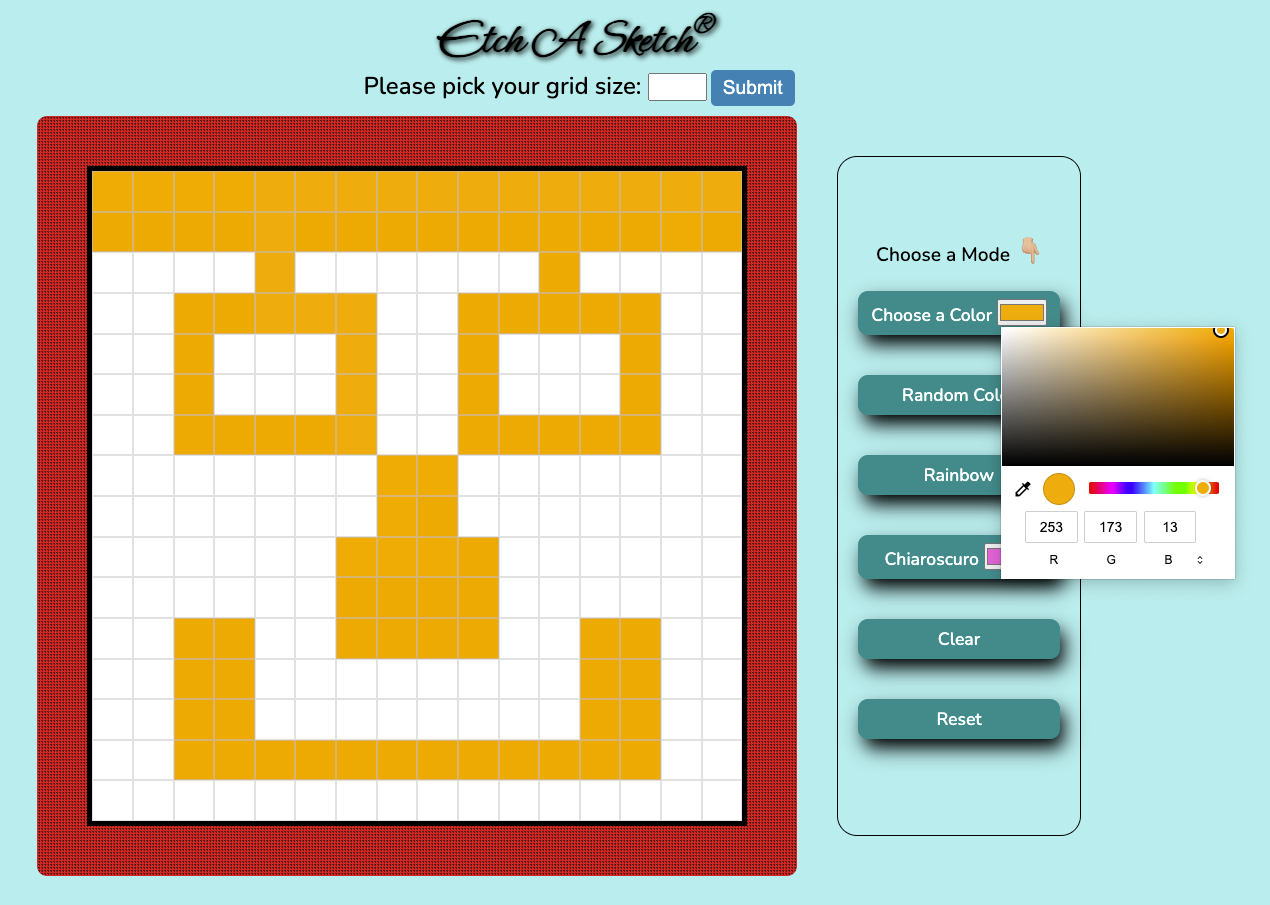 Etch A Sketch®
Please pick your grid size:
Submit
Choose a Mode 👇🏼
Choose a Color
Random Col
Rainbow
Chiaroscuro
253 173 13
R G B
Clear
Reset